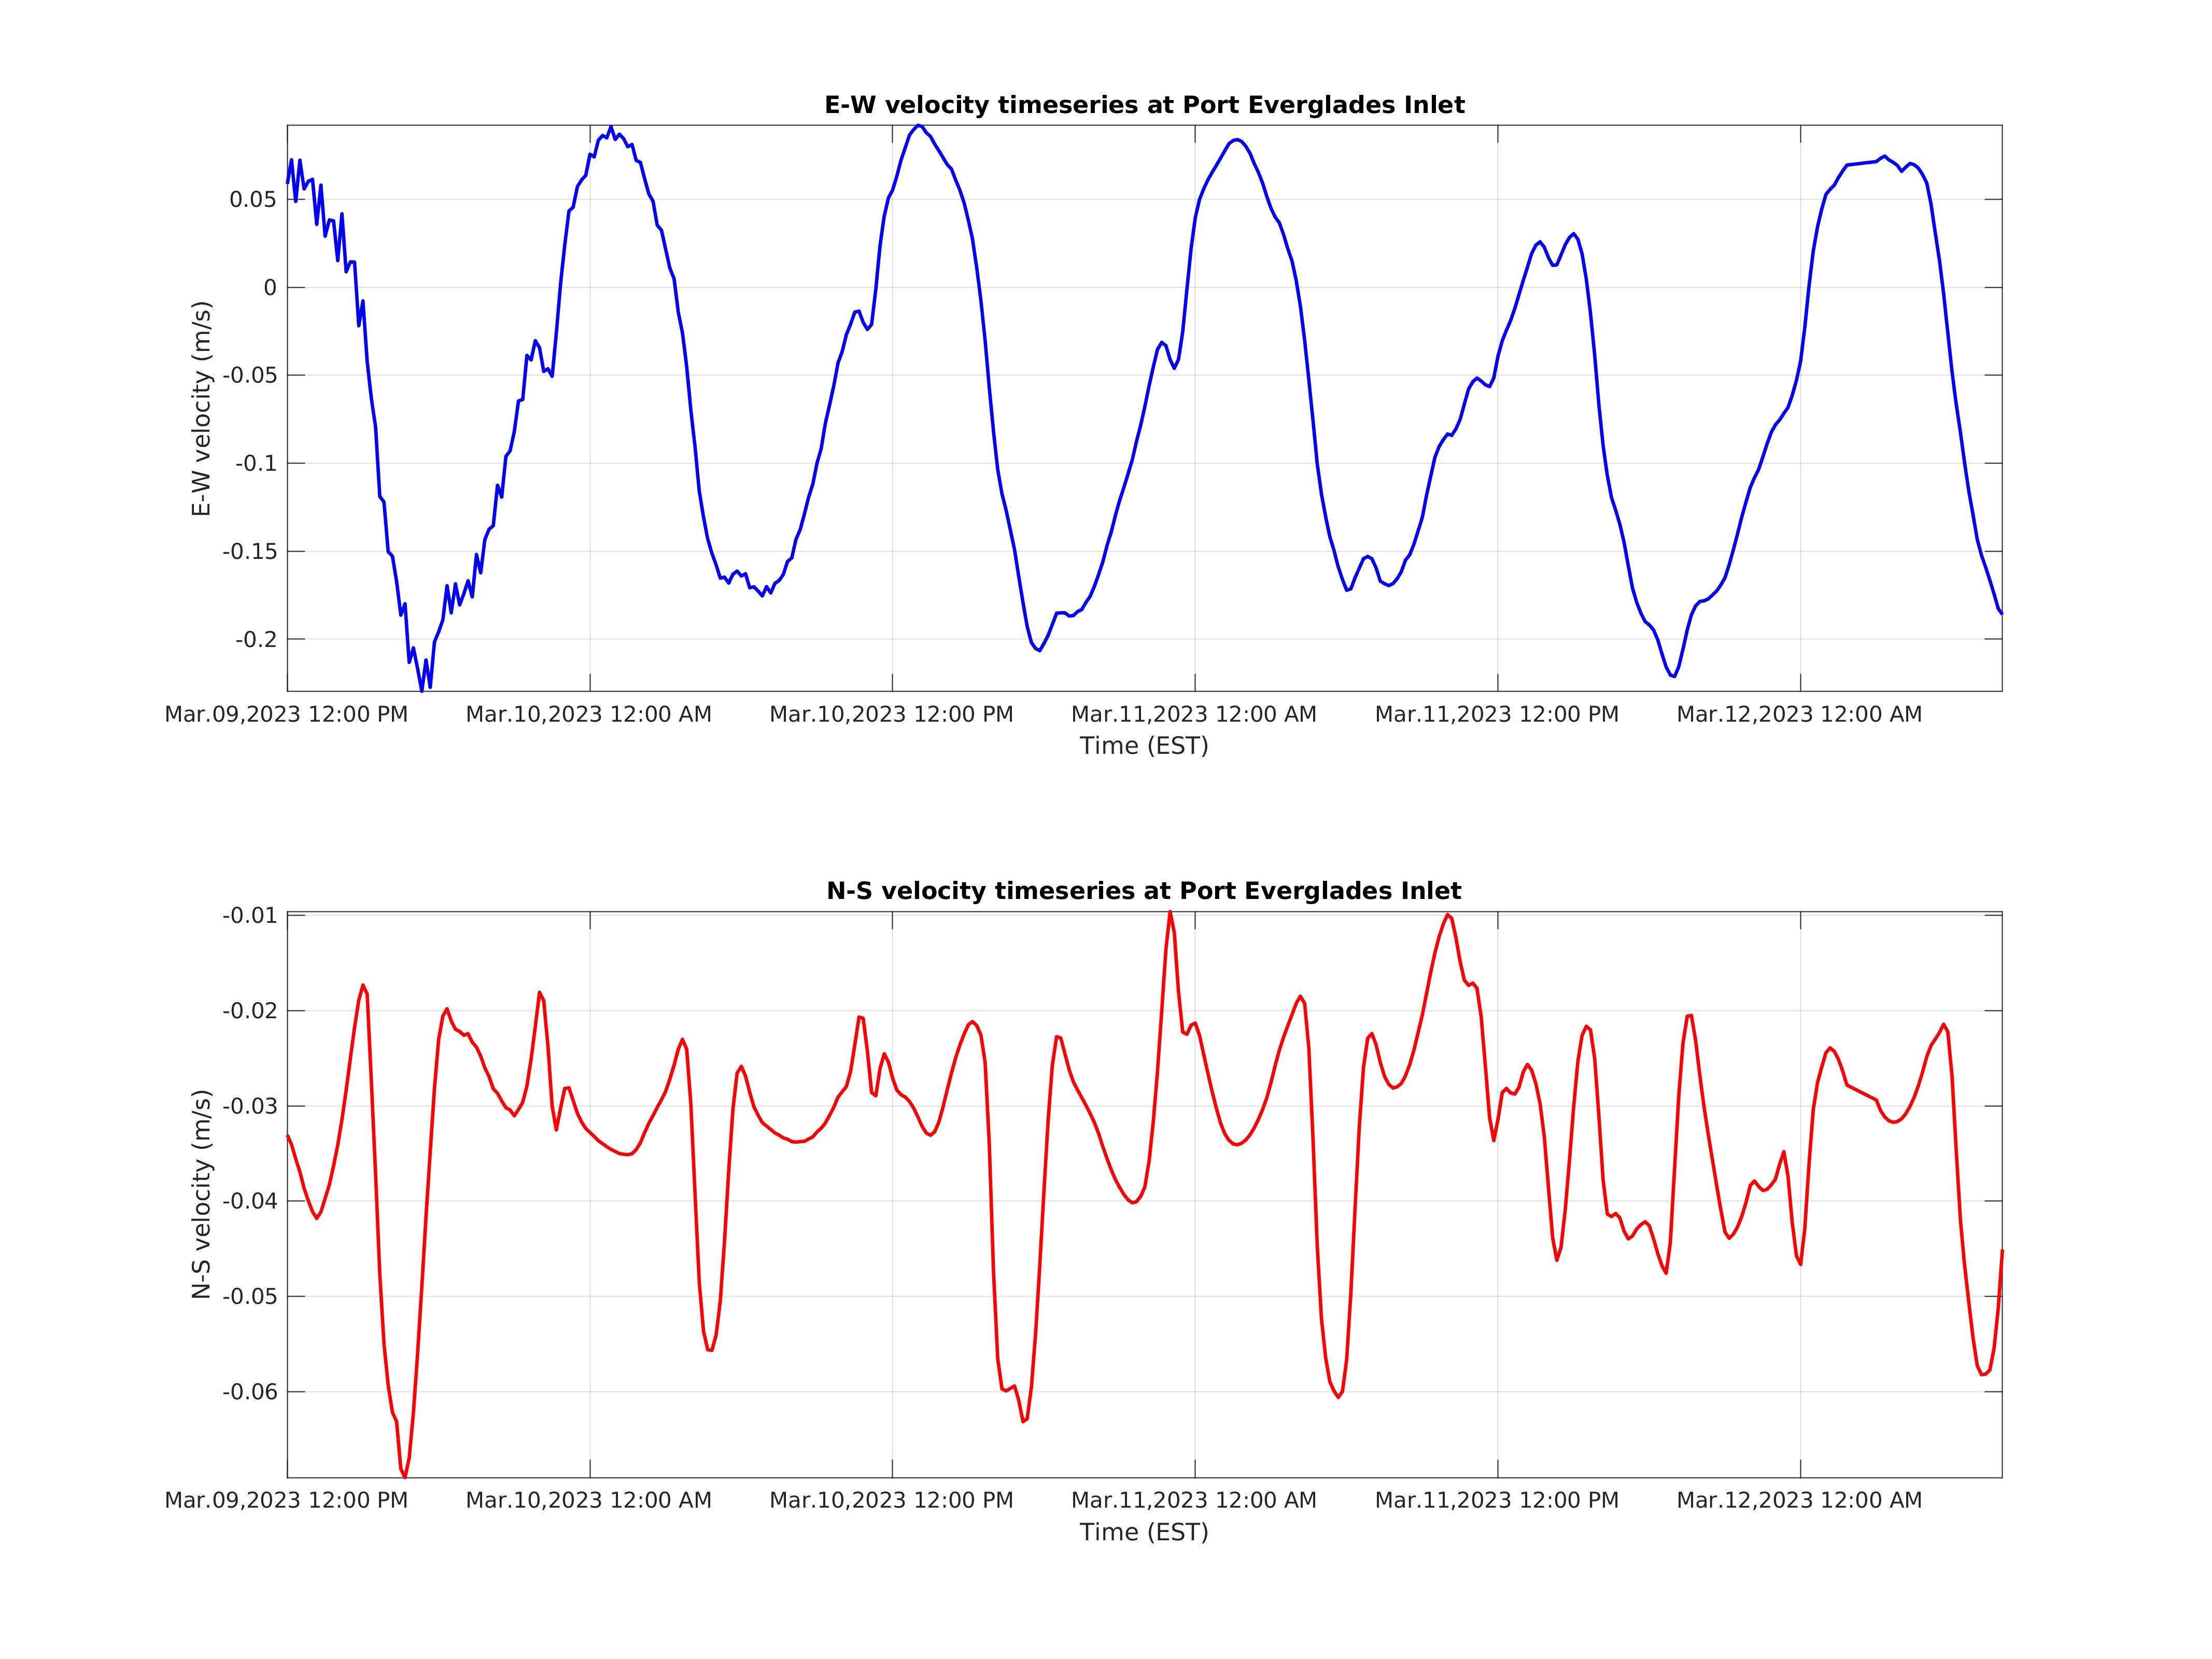 E-W velocity timeseries at Port Everglades Inlet
E-W velocity (m/s)
0.05
0
-0.05
-0.1
-0.15
-0.2
Mar.09,2023 12:00 PM Mar.10,2023 12:00 AM Mar.10,2023 12:00 PM Mar.11,2023 12:00 AM Mar.11,2023 12:00 PM Mar.12,2023 12:00 AM
Time (EST)
N-S velocity timeseries at Port Everglades Inlet
N-S velocity (m/s)
-0.01
-0.02
-0.03
-0.04
-0.05
-0.06
Mar.09,2023 12:00 PM Mar.10,2023 12:00 AM Mar.10,2023 12:00 PM Mar.11,2023 12:00 AM Mar.11,2023 12:00 PM Mar.12,2023 12:00 AM
Time (EST)